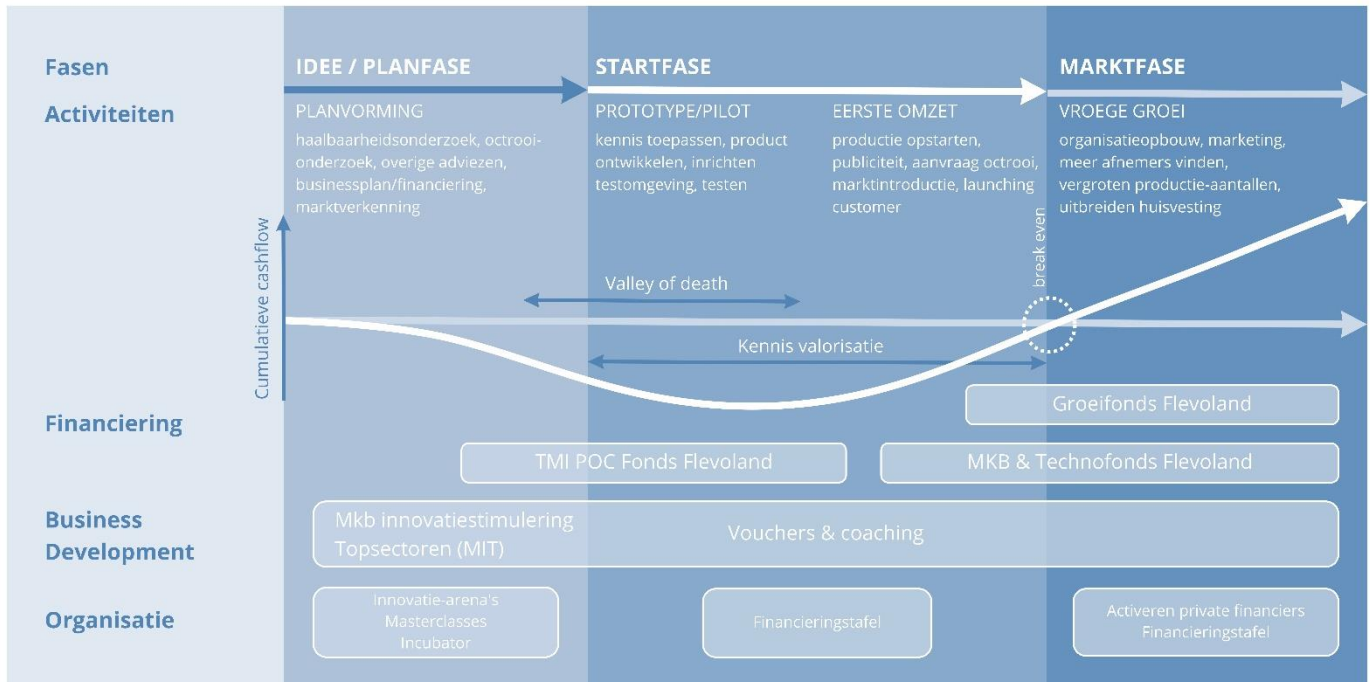 Fasen
IDEE / PLANFASE
STARTFASE
MARKTFASE
Activiteiten
PLANVORMING
haalbaarheidsonderzoek, octrooi-
onderzoek, overige adviezen,
businessplan/financiering,
marktverkenning
PROTOTYPE/PILOT
kennis toepassen, product
ontwikkelen, inrichten
testomgeving, testen
EERSTE OMZET
productie opstarten,
publiciteit, aanvraag octrooi,
marktintroductie, launching
customer
VROEGE GROEI
organisatieopbouw, marketing,
meer afnemers vinden,
vergroten productie-aantallen,
uitbreiden huisvesting
Cumulatieve cashflow
Valley of death
break even
Kennis valorisatie
Financiering
Groeifonds Flevoland
TMI POC Fonds Flevoland
MKB & Technofonds Flevoland
Business
Development
Mkb innovatiestimulering
Topsectoren (MIT)
Vouchers & coaching
Organisatie
Innovatie-arena's
Masterclasses
Incubator
Financieringstafel
Activeren private financiers
Financieringstafel